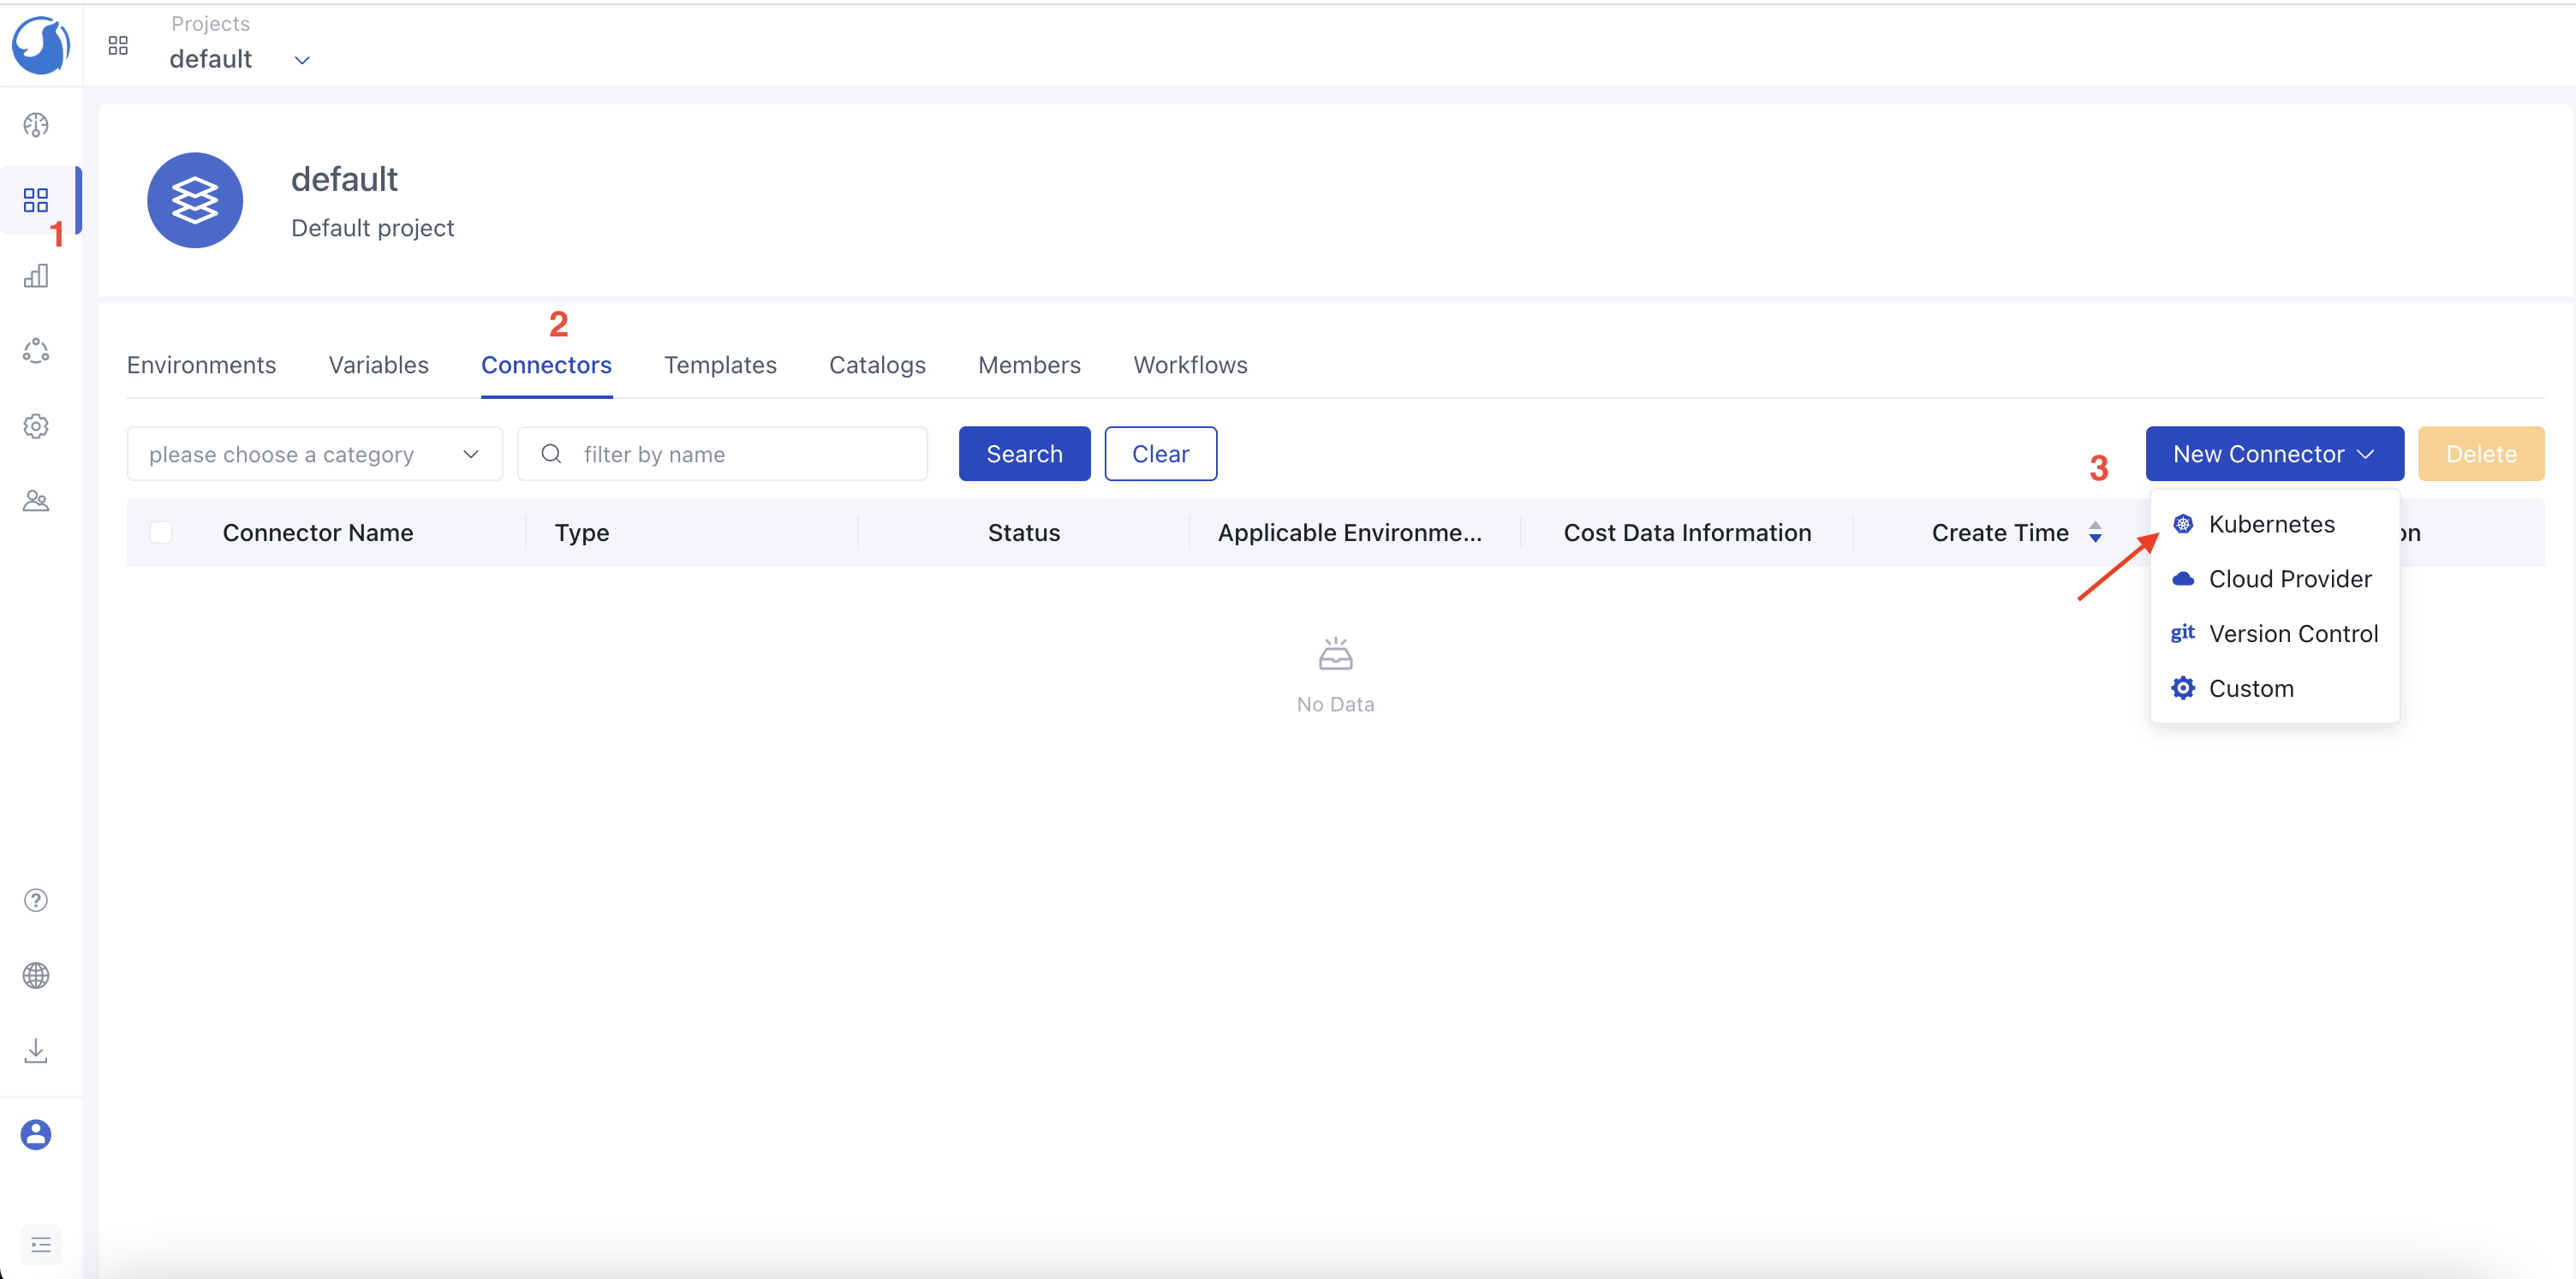 Projects
default
1
default
Default project
2
Environments Variables Connectors Templates Catalogs Members Workflows
please choose a category filter by name Search Clear 3 New Connector Delete
Connector Name Type Status Applicable Environme... Cost Data Information Create Time on
Kubernetes
Cloud Provider
git Version Control
Custom
No Data